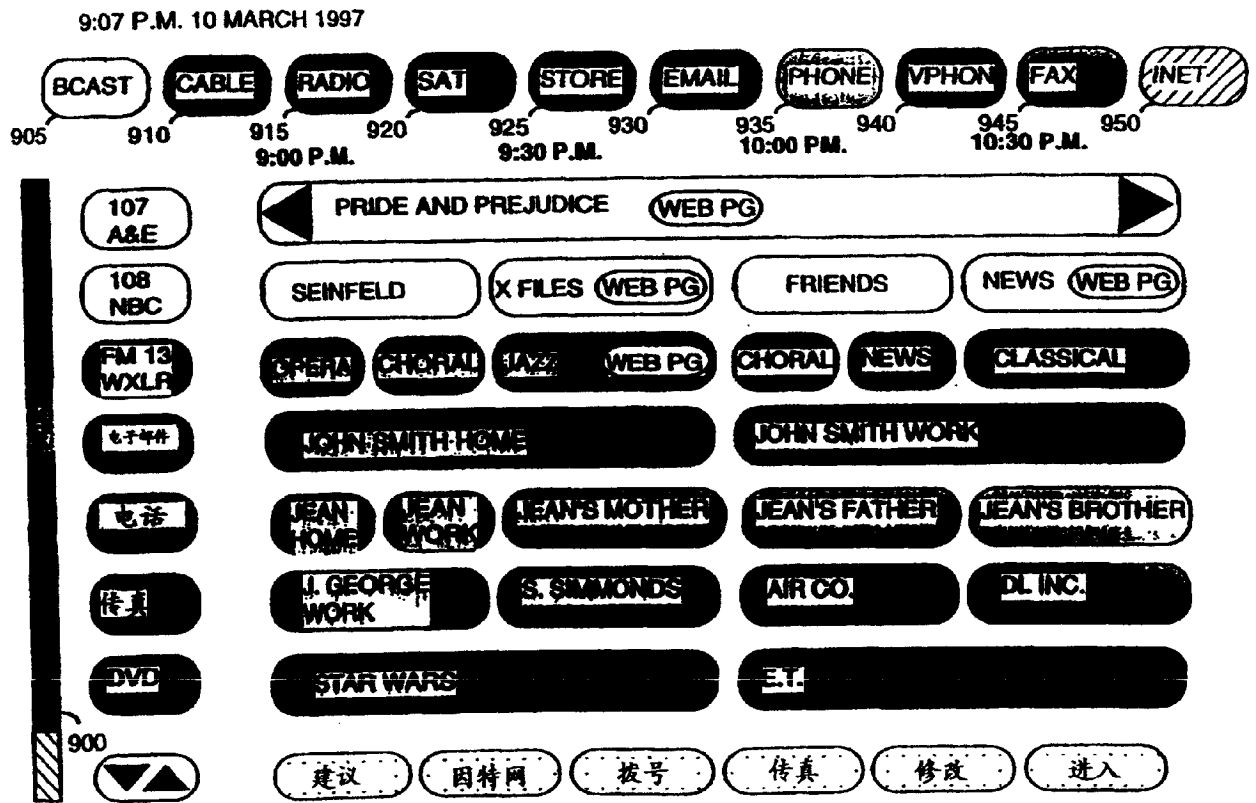 9:07 P.M. 10 MARCH 1997
BCAST CABLE RADIO SAT STORE EMAIL PHONE VPHON FAX INET
905 910 915 920 925 930 935 940 945 950
9:00 P.M. 9:30 P.M. 10:00 PM. 10:30 P.M.
107 A&E PRIDE AND PREJUDICE WEB PG
108 NBC SEINFELD X FILES WEB PG FRIENDS NEWS WEB PG
FM 13 WXLR OPERA CHORAL JAZZ WEB PG CHORAL NEWS CLASSICAL
电子邮件 JOHN SMITH HOME JOHN SMITH WORK
电话 JEAN HOME JEAN WORK JEAN'S MOTHER JEAN'S FATHER JEAN'S BROTHER
传真 J. GEORGE WORK S. SIMMONDS AIR CO. DL INC.
DVD STAR WARS E.T.
900
建议 因特网 拨号 传真 修改 进入